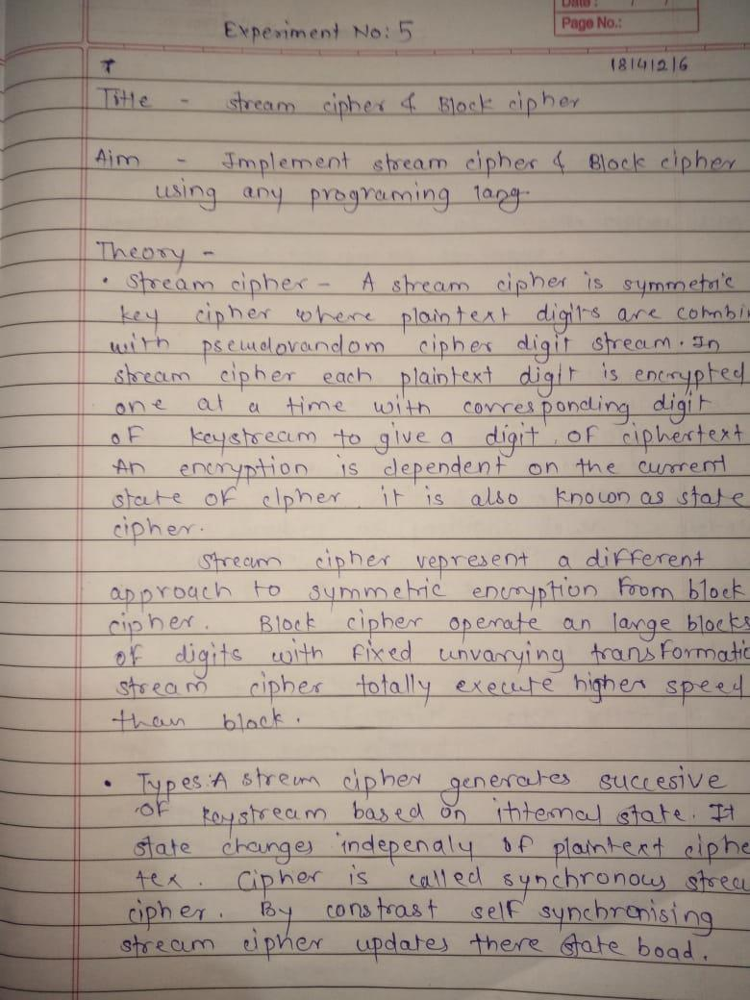 Date: / /
Page No.:
Experiment No: 5
18141216
Title - stream cipher & Block cipher
Aim - Implement stream cipher & Block cipher
using any programing lang
Theory -
• Stream cipher - A stream cipher is symmetric
key cipher where plaintext digits are combin
with pseudorandom cipher digit stream. In
stream cipher each plaintext digit is encrypted
one at a time with corresponding digit
of keystream to give a digit of ciphertext
An encryption is dependent on the current
state of cipher it is also known as state
cipher.
Stream cipher represent a different
approach to symmetric encryption from block
cipher. Block cipher operate an large blocks
of digits with fixed unvarying transformatio
stream cipher totally execute higher speed
than block.
• Types: A stream cipher generates succesive
of keystream based on internal state. It
state changes indepenaly of plaintext ciphe
tex. Cipher is called synchronous strea
cipher. By constrast self synchronising
stream cipher updates there state boad.